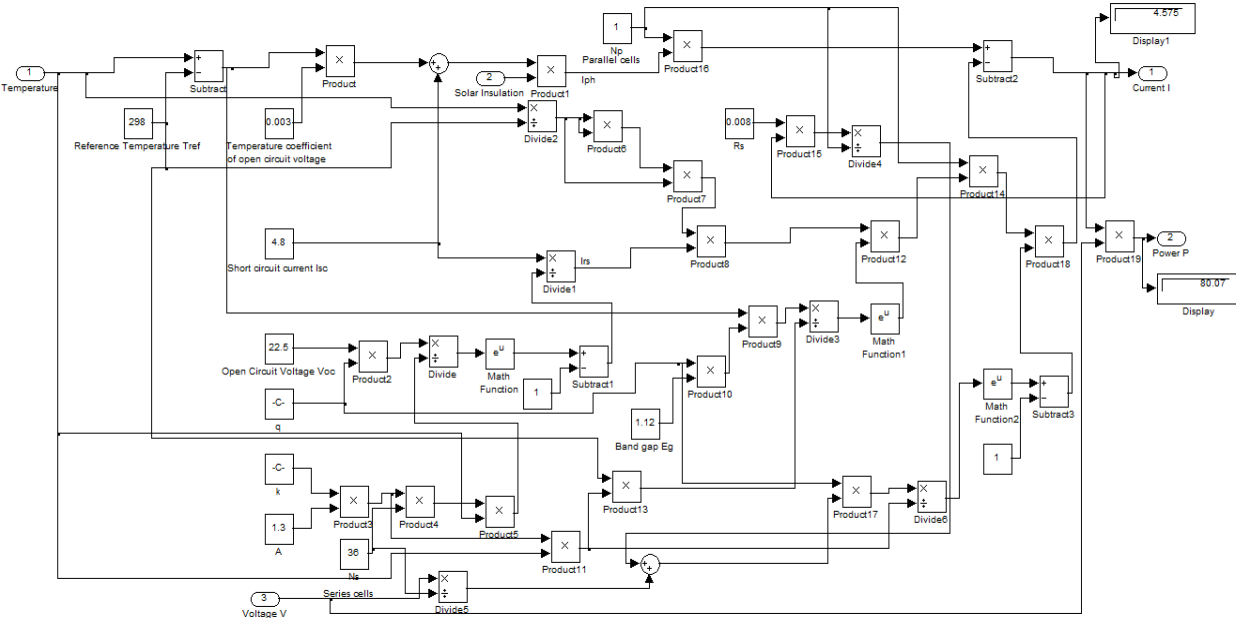 4.575
Display1
1
Np
Parallel cells
Product16
+
−
Subtract2
1
Current I
1
Temperature
+
−
Subtract
×
Product
+
+
2
Solar Insulation
×
Product1
Iph
298
Reference Temperature Tref
0.003
Temperature coefficient
of open circuit voltage
×
÷
Divide2
×
Product6
0.008
Rs
×
Product15
×
÷
Divide4
×
Product7
×
Product14
4.8
Short circuit current Isc
×
÷
Divide1
Irs
×
Product8
×
Product12
×
Product18
×
Product19
2
Power P
80.07
Display
22.5
Open Circuit Voltage Voc
×
Product2
×
÷
Divide
eu
Math
Function
1
+
−
Subtract1
×
Product9
×
÷
Divide3
eu
Math
Function1
×
Product10
1.12
Band gap Eg
eu
Math
Function2
+
−
Subtract3
1
-C-
q
-C-
k
1.3
A
×
Product3
×
Product4
×
Product5
×
Product13
×
Product17
×
÷
Divide6
36
Ns
Series cells
×
Product11
+
+
3
Voltage V
×
÷
Divide5